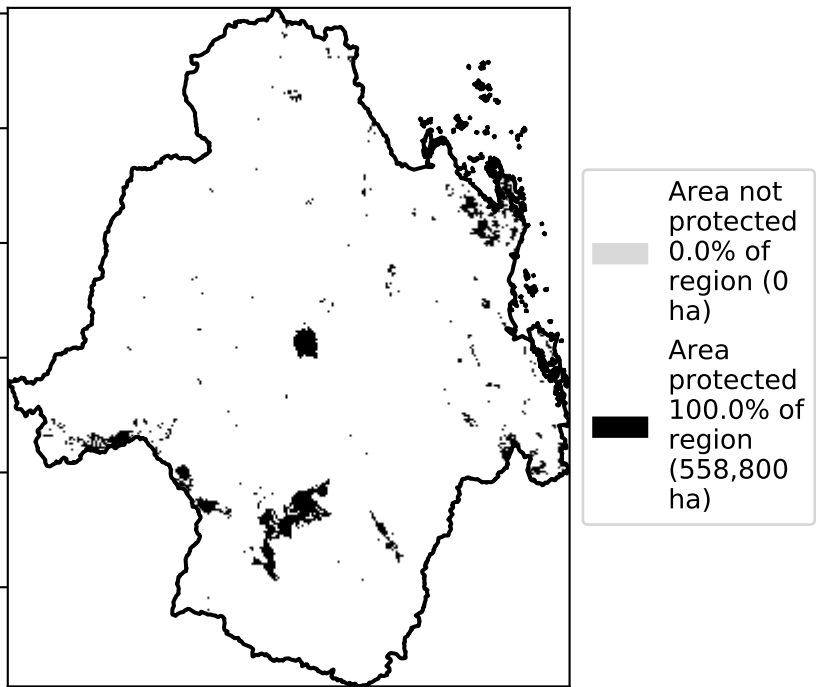 Area not
protected
0.0% of
region (0
ha)
Area
protected
100.0% of
region
(558,800
ha)